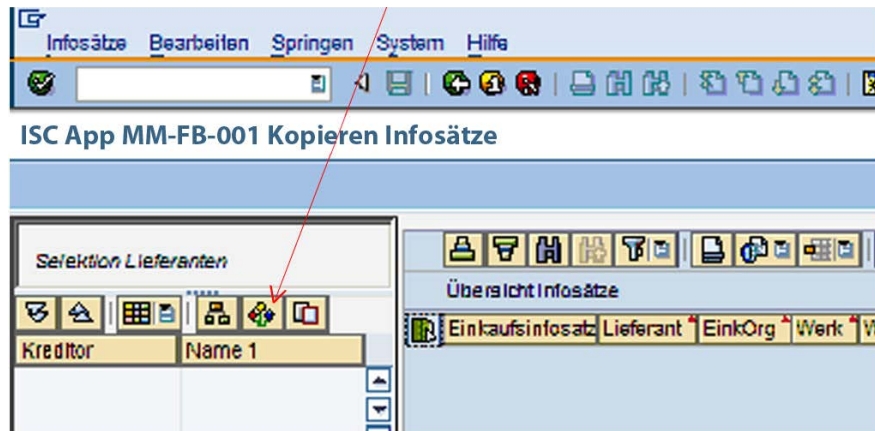 Infosätze Bearbeiten Springen System Hilfe
ISC App MM-FB-001 Kopieren Infosätze
Selektion Lieferanten
Übersicht Infosätze
Kreditor Name 1
Einkaufsinfosatz Lieferant EinkOrg Werk